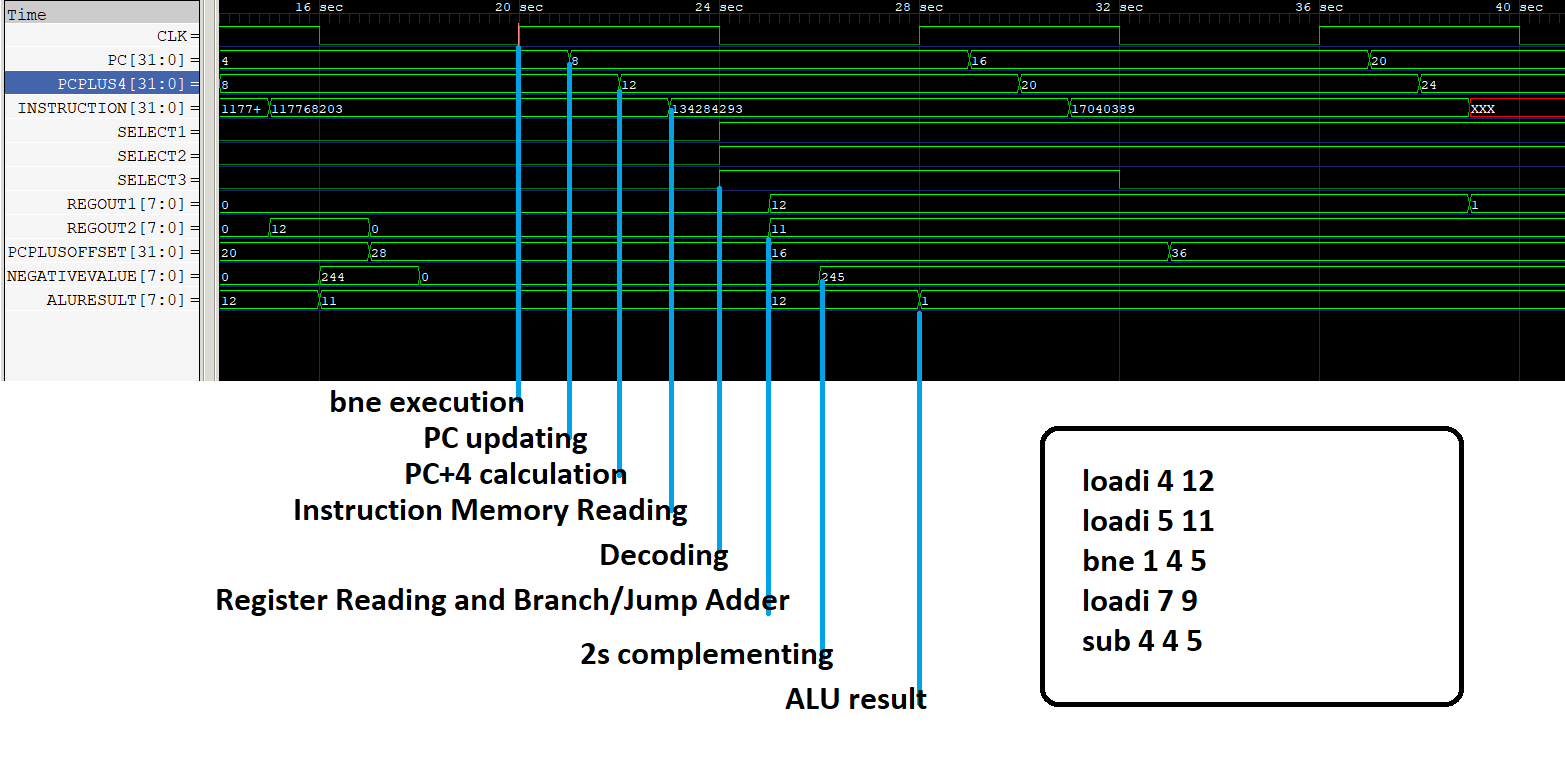 Time 16 sec 20 sec 24 sec 28 sec 32 sec 36 sec 40 sec
CLK=
PC[31:0] = 4 8 16 20
PCPLUS4[31:0] = 8 12 20 24
INSTRUCTION[31:0] = 1177+ 117768203 134284293 17040389 XXX
SELECT1=
SELECT2=
SELECT3=
REGOUT1[7:0] = 0 12 1
REGOUT2[7:0] = 0 12 0 11
PCPLUSOFFSET[31:0] = 20 28 16 36
NEGATIVEVALUE[7:0] = 0 244 0 245
ALURESULT[7:0] = 12 11 12 1
bne execution
PC updating
PC+4 calculation
Instruction Memory Reading
Decoding
Register Reading and Branch/Jump Adder
2s complementing
ALU result
loadi 4 12
loadi 5 11
bne 1 4 5
loadi 7 9
sub 4 4 5